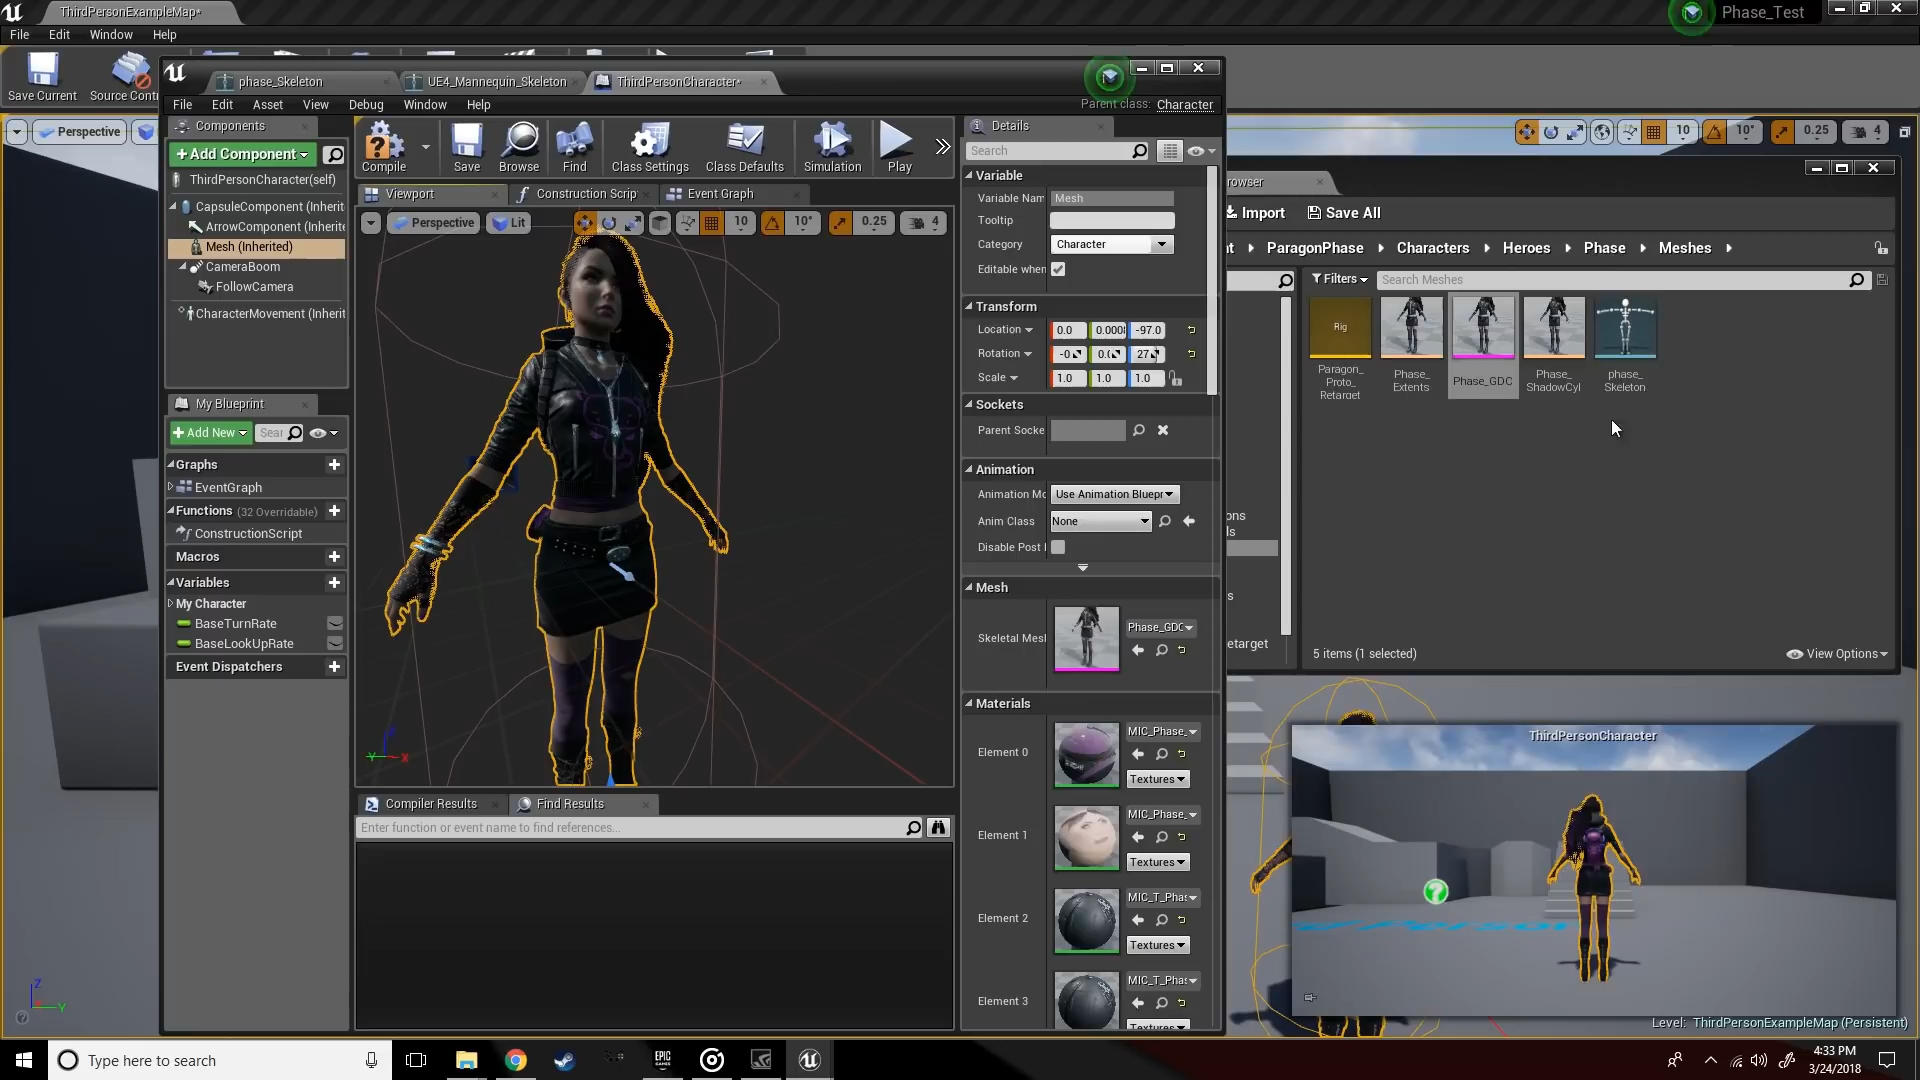 ThirdPersonExampleMap*
Phase_Test
File Edit Window Help
Save Current
Source Contr
Perspective
10
10°
0.25
4
phase_Skeleton
UE4_Mannequin_Skeleton
ThirdPersonCharacter*
File Edit Asset View Debug Window Help
Parent class: Character
Components
+Add Component
ThirdPersonCharacter(self)
CapsuleComponent (Inherit
ArrowComponent (Inherite
Mesh (Inherited)
CameraBoom
FollowCamera
CharacterMovement (Inherit
My Blueprint
+Add New
Sear
Graphs
EventGraph
Functions (32 Overridable)
ConstructionScript
Macros
Variables
My Character
BaseTurnRate
BaseLookUpRate
Event Dispatchers
Compile
Save
Browse
Find
Class Settings
Class Defaults
Simulation
Play
Viewport
Construction Scrip
Event Graph
Perspective
Lit
10
10°
0.25
4
Compiler Results
Find Results
Enter function or event name to find references...
Details
Search
Variable
Variable Nam
Mesh
Tooltip
Category
Character
Editable when
Transform
Location
0.0
-97.0
Rotation
Scale
1.0
1.0
1.0
Sockets
Parent Socke
Animation
Animation Mo
Use Animation Bluepr
Anim Class
None
Disable Post
Mesh
Skeletal Mesh
Phase_GDC
Materials
Element 0
MIC_Phase_
Textures
Element 1
MIC_Phase_
Textures
Element 2
MIC_T_Phas
Textures
Element 3
MIC_T_Phas
Textures
rowser
Import
Save All
nt
ParagonPhase
Characters
Heroes
Phase
Meshes
Filters
Search Meshes
Rig
Paragon_
Proto_
Retarget
Phase_
Extents
Phase_GDC
Phase_
ShadowCyl
phase_
Skeleton
ons
ls
s
etarget
5 items (1 selected)
View Options
ThirdPersonCharacter
Level: ThirdPersonExampleMap (Persistent)
Type here to search
EPIC
GAMES
4:33 PM
3/24/2018